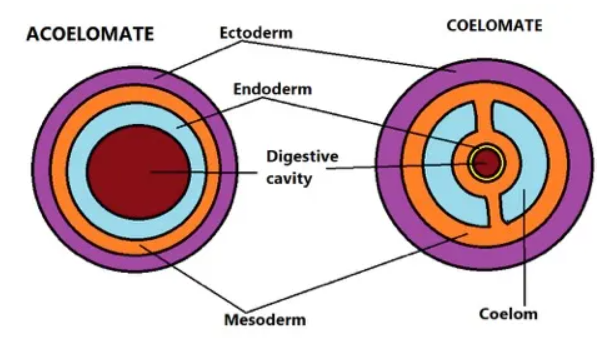 ACOELOMATE
Ectoderm
COELOMATE
Endoderm
Digestive
cavity
Mesoderm
Coelom